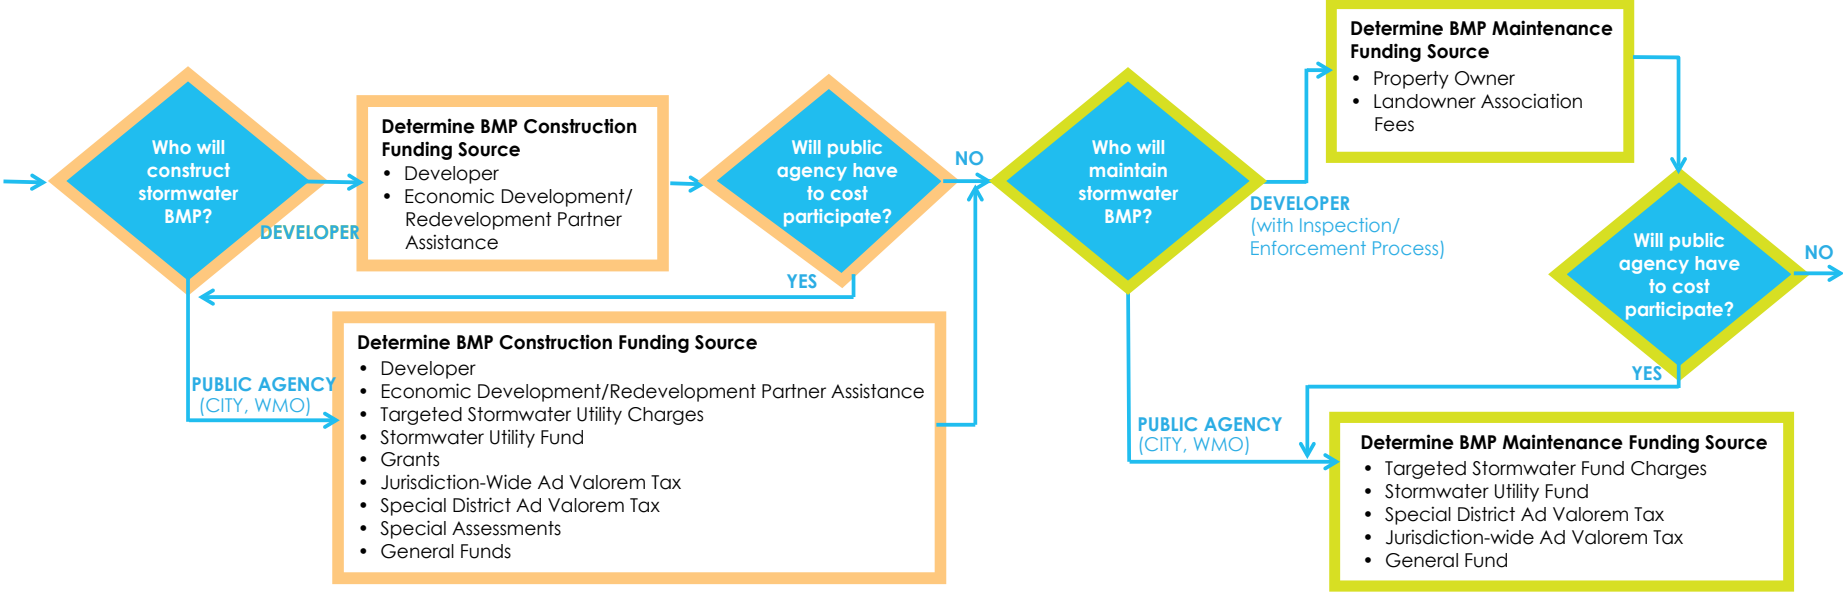 Who will
construct
stormwater
BMP?
DEVELOPER
Determine BMP Construction
Funding Source
• Developer
• Economic Development/
Redevelopment Partner
Assistance
Will public
agency have
to cost
participate?
NO
YES
PUBLIC AGENCY
(CITY, WMO)
Determine BMP Construction Funding Source
• Developer
• Economic Development/Redevelopment Partner Assistance
• Targeted Stormwater Utility Charges
• Stormwater Utility Fund
• Grants
• Jurisdiction-Wide Ad Valorem Tax
• Special District Ad Valorem Tax
• Special Assessments
• General Funds
Who will
maintain
stormwater
BMP?
DEVELOPER
(with Inspection/
Enforcement Process)
Determine BMP Maintenance
Funding Source
• Property Owner
• Landowner Association
Fees
Will public
agency have
to cost
participate?
NO
YES
PUBLIC AGENCY
(CITY, WMO)
Determine BMP Maintenance Funding Source
• Targeted Stormwater Fund Charges
• Stormwater Utility Fund
• Special District Ad Valorem Tax
• Jurisdiction-wide Ad Valorem Tax
• General Fund